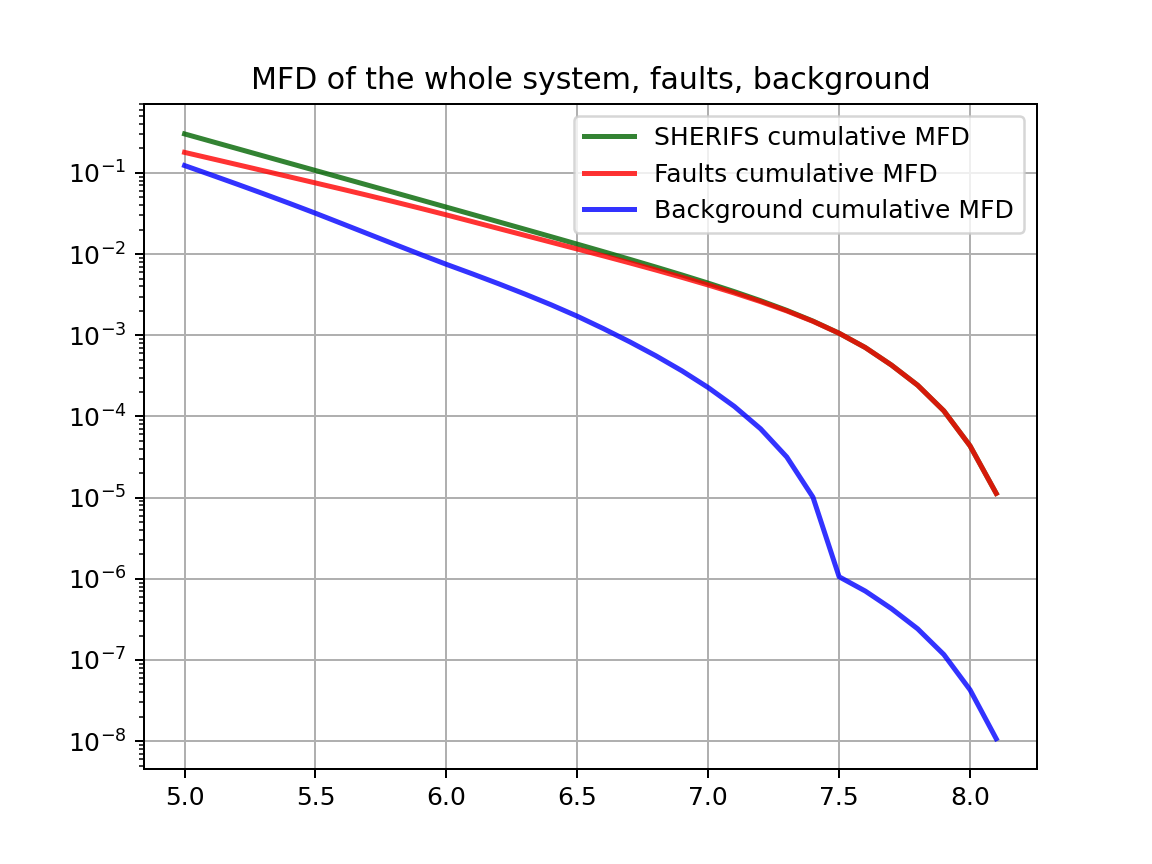 MFD of the whole system, faults, background
SHERIFS cumulative MFD
Faults cumulative MFD
Background cumulative MFD
10⁻¹
10⁻²
10⁻³
10⁻⁴
10⁻⁵
10⁻⁶
10⁻⁷
10⁻⁸
5.0 5.5 6.0 6.5 7.0 7.5 8.0